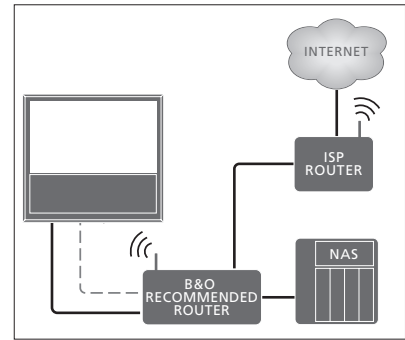 INTERNET
ISP
ROUTER
NAS
B&O
RECOMMENDED
ROUTER